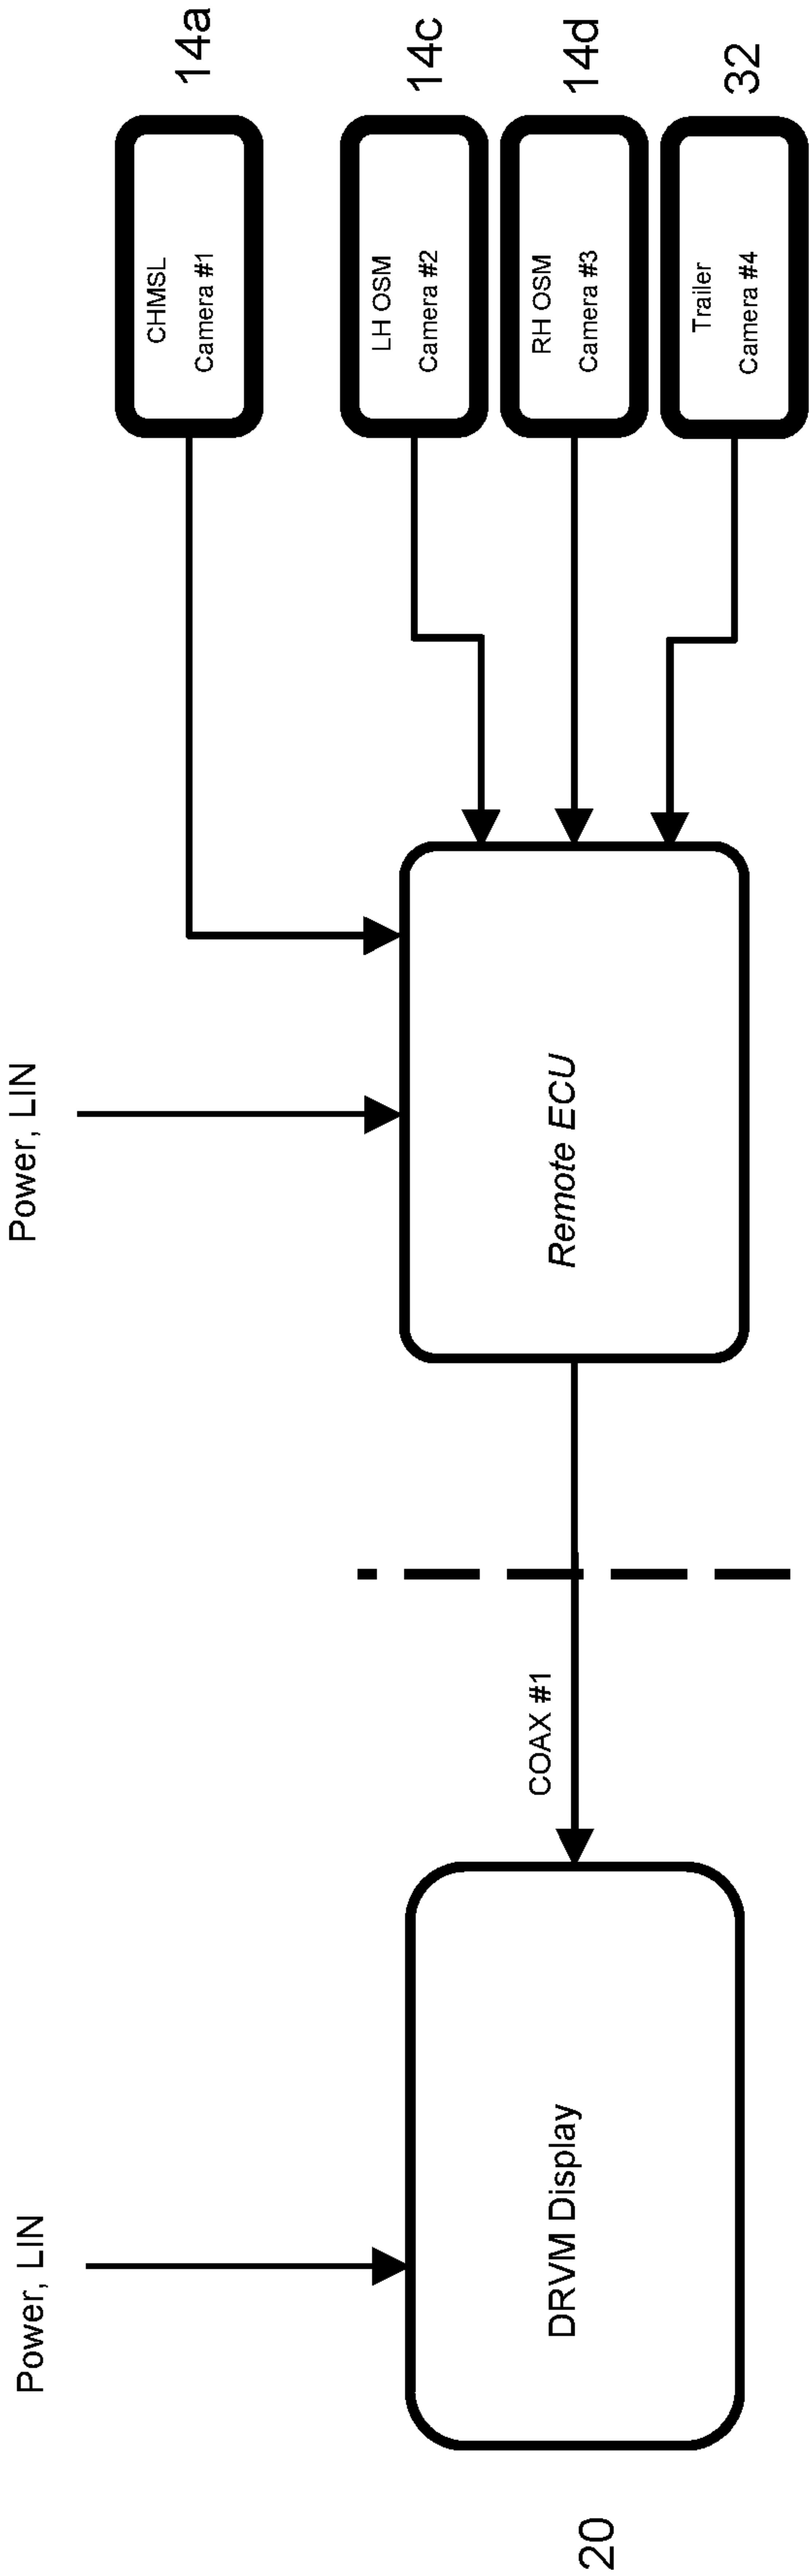 Power, LIN
Power, LIN
CHMSL
Camera #1
14a
LH OSM
Camera #2
14c
RH OSM
Camera #3
14d
Trailer
Camera #4
32
Remote ECU
COAX #1
DRVM Display
20